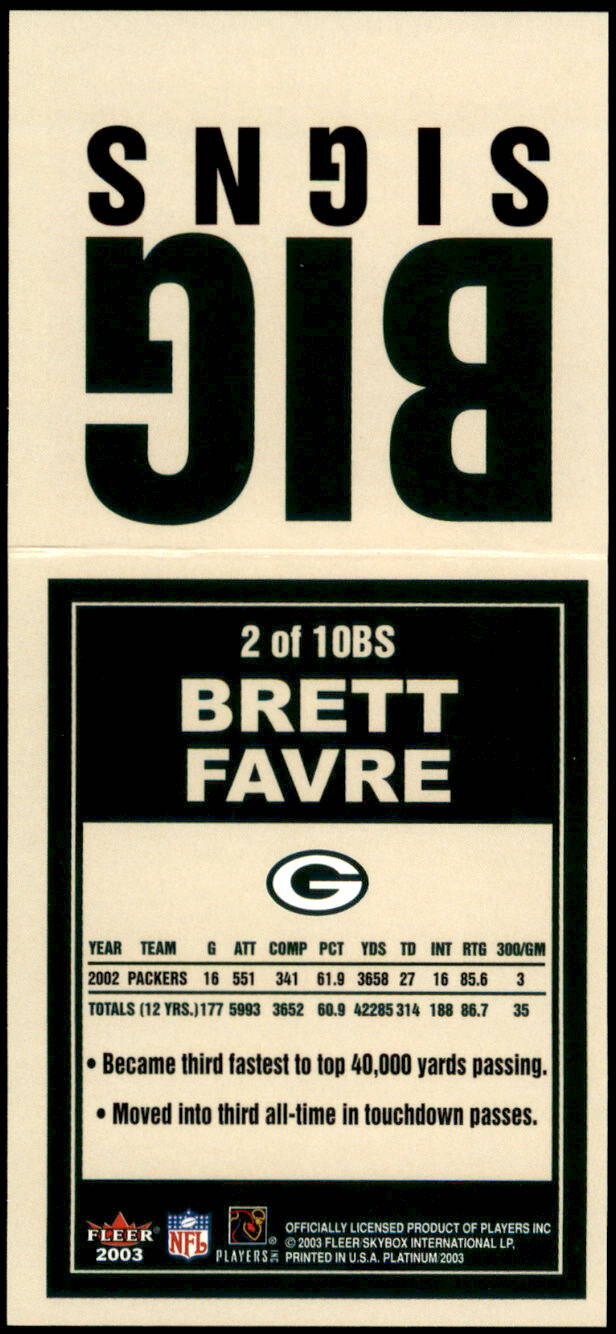 BIG
SIGNS
2 of 10BS
BRETT
FAVRE
G
YEAR TEAM G ATT COMP PCT YDS TD INT RTG 300/GM
2002 PACKERS 16 551 341 61.9 3658 27 16 85.6 3
TOTALS (12 YRS.) 177 5993 3652 60.9 42285 314 188 86.7 35
• Became third fastest to top 40,000 yards passing.
• Moved into third all-time in touchdown passes.
FLEER®
2003
NFL
PLAYERS INC ®
OFFICIALLY LICENSED PRODUCT OF PLAYERS INC
© 2003 FLEER/SKYBOX INTERNATIONAL LP,
PRINTED IN U.S.A. PLATINUM 2003